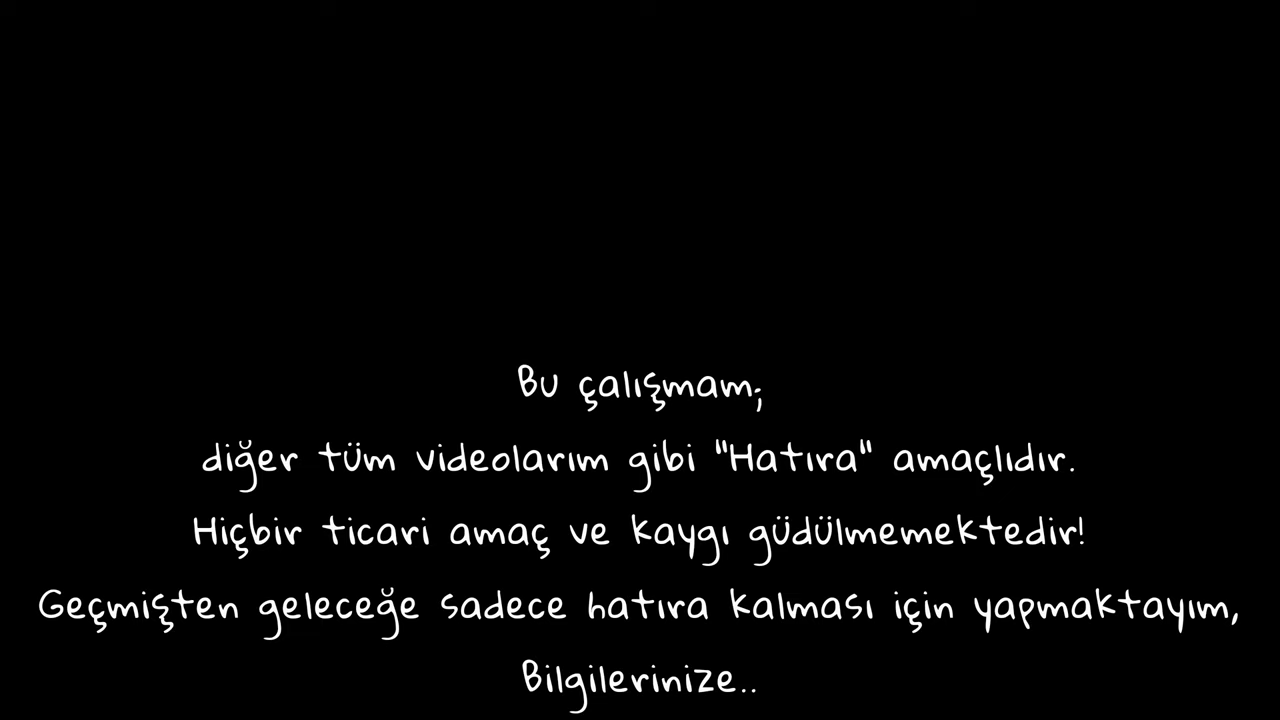 Bu çalışmam;
diğer tüm videolarım gibi "Hatıra" amaçlıdır.
Hiçbir ticari amaç ve kaygı güdülmemektedir!
Geçmişten geleceğe sadece hatıra kalması için yapmaktayım,
Bilgilerinize..